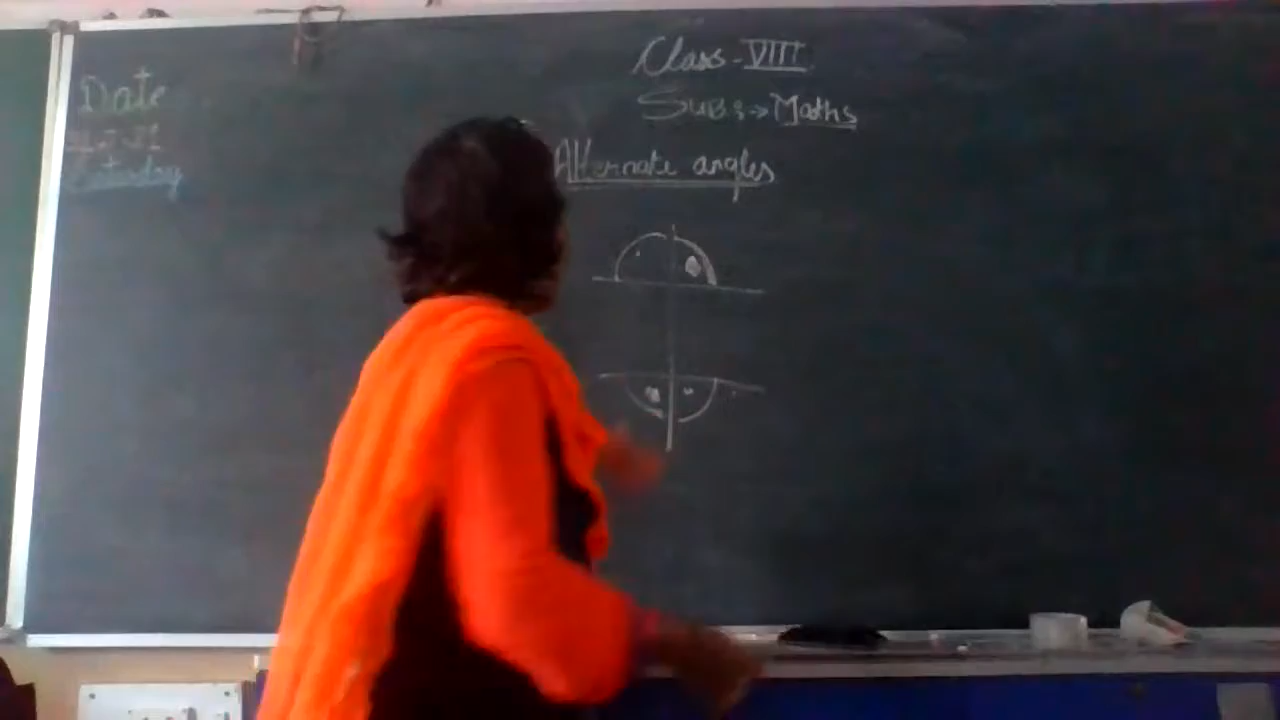 Class - VIII
Sub:→ Maths
Alternate angles
Date